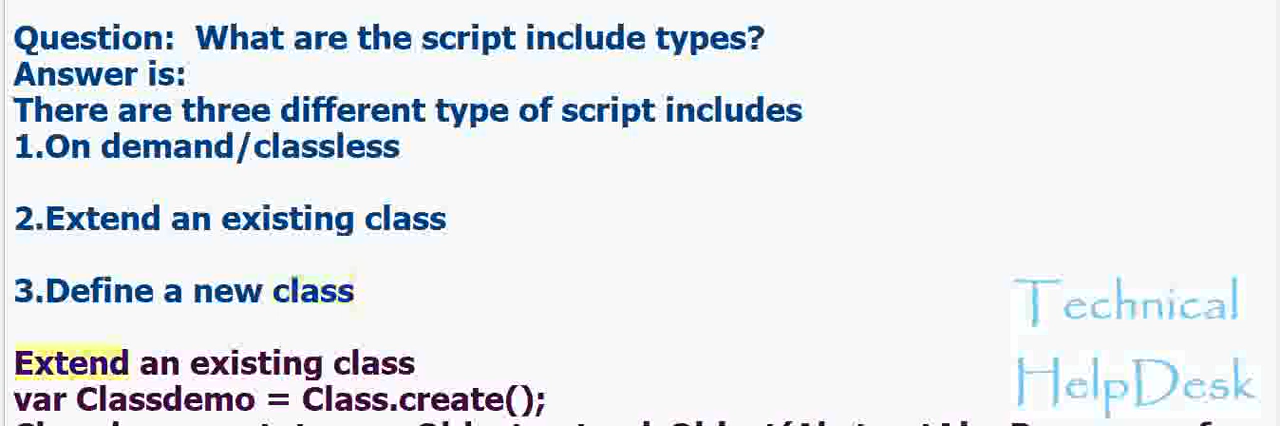 Question:  What are the script include types?
Answer is:
There are three different type of script includes
1.On demand/classless
2.Extend an existing class
3.Define a new class
Technical
HelpDesk
Extend an existing class
var Classdemo = Class.create();